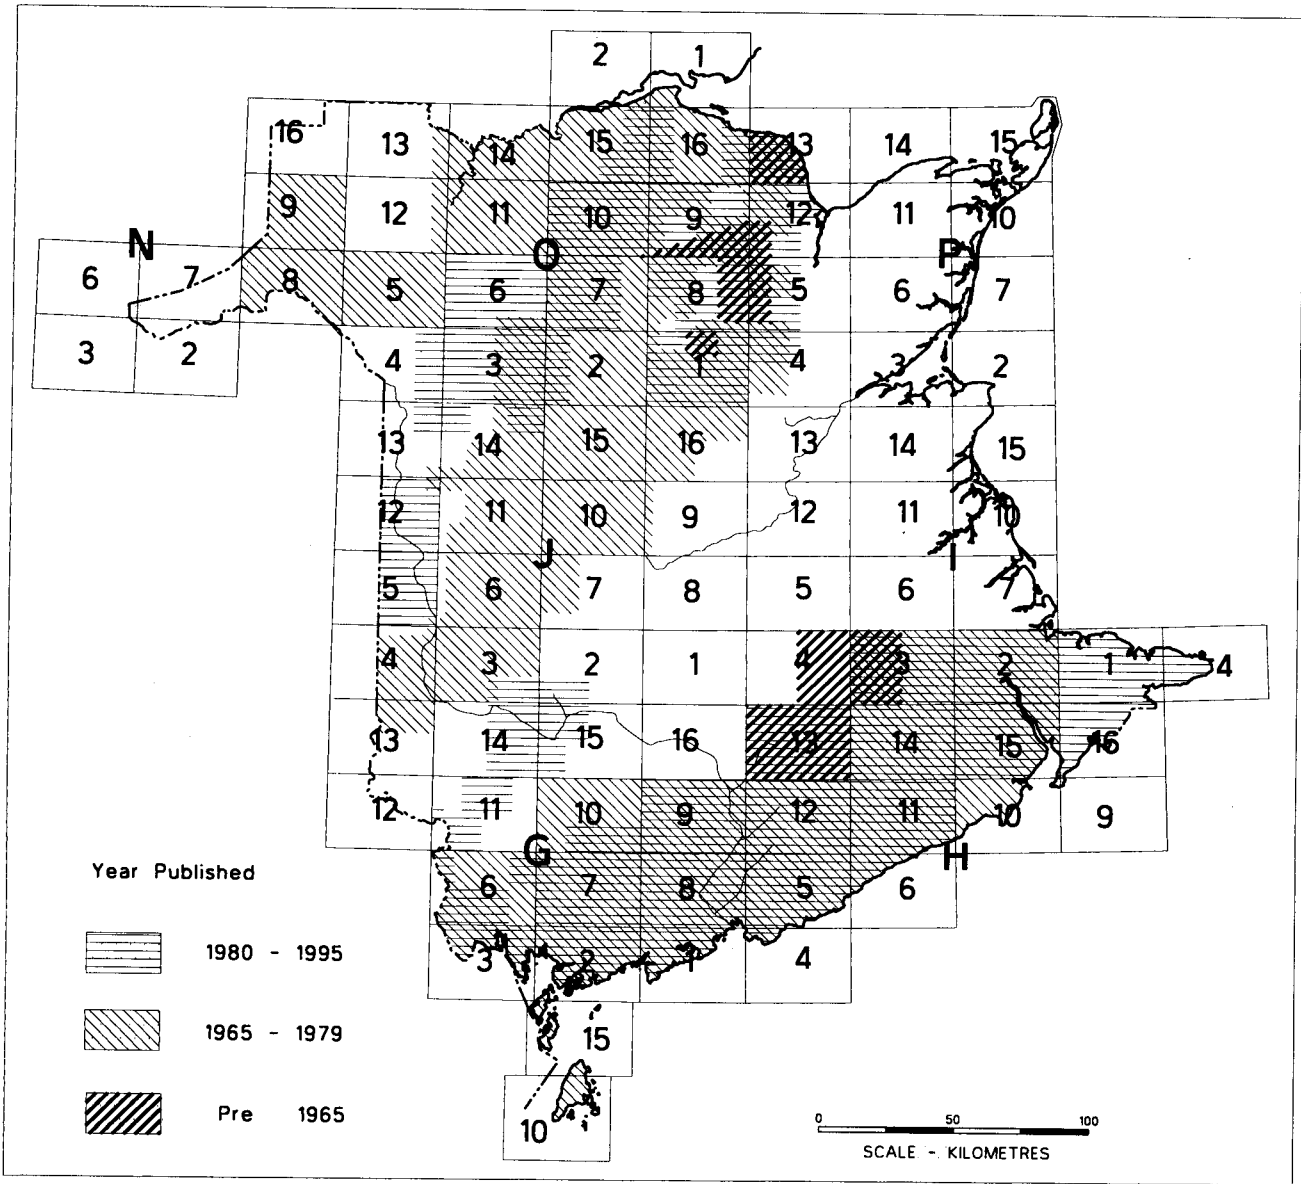 2 1
16 13 14 15 16 13 14 15
9 12 11 10 9 12 11 10
N O P
6 7 8 5 6 7 8 5 6 7
3 2 4 3 2 1 4 3 2
13 14 15 16 13 14 15
12 11 10 9 12 11 10
J I
5 6 7 8 5 6 7
4 3 2 1 4 3 2 1 4
13 14 15 16 13 14 15 16
12 11 10 9 12 11 10 9
G H
6 7 8 5 6
3 2 1 4
15
10
Year Published
1980 - 1995
1965 - 1979
Pre 1965
0 50 100
SCALE - KILOMETRES